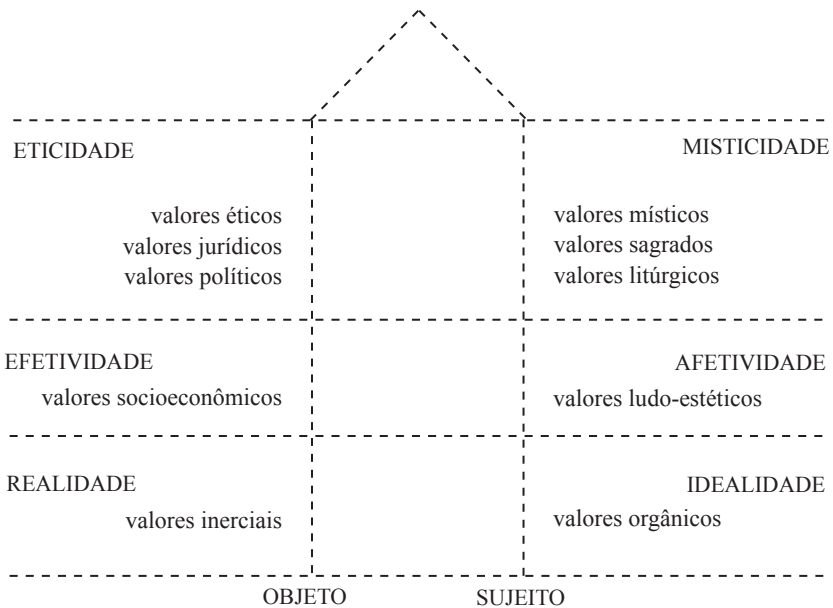 ETICIDADE
MISTICIDADE
valores éticos
valores místicos
valores jurídicos
valores sagrados
valores políticos
valores litúrgicos
EFETIVIDADE
AFETIVIDADE
valores socioeconômicos
valores ludo-estéticos
REALIDADE
IDEALIDADE
valores inerciais
valores orgânicos
OBJETO
SUJEITO